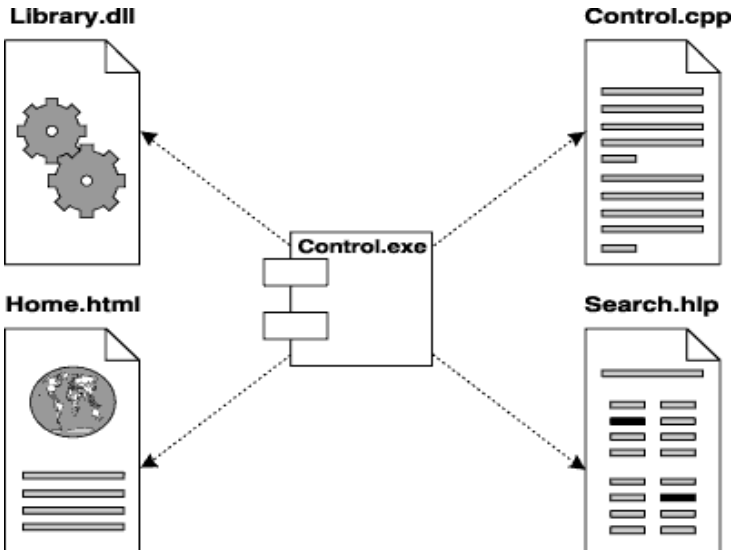 Library.dll
Control.cpp
Control.exe
Home.html
Search.hlp